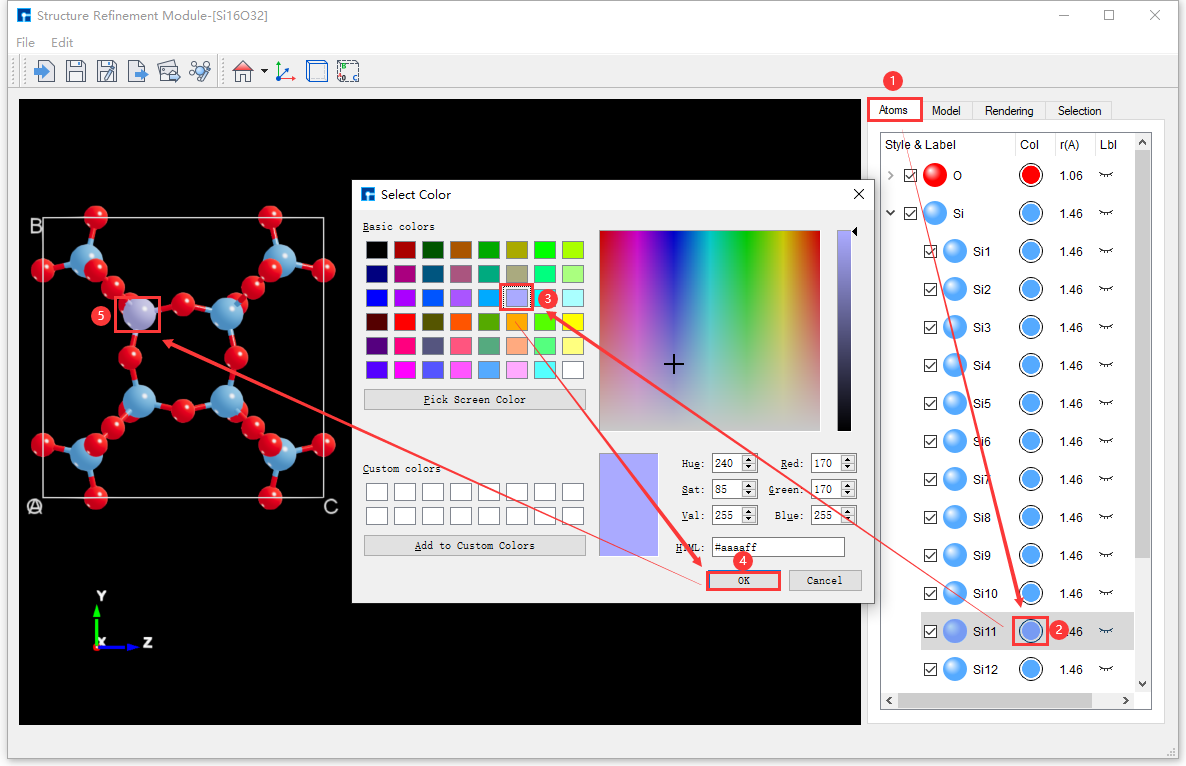 Structure Refinement Module-[Si16O32]
File Edit
1
Atoms Model Rendering Selection
Style & Label Col r(A) Lbl
O 1.06
Si 1.46
Si1 1.46
Si2 1.46
Si3 1.46
Si4 1.46
Si5 1.46
Si6 1.46
Si7 1.46
Si8 1.46
Si9 1.46
Si10 1.46
Si11 2 .46
Si12 1.46
Select Color
Basic colors
3
Pick Screen Color
Custom colors
Add to Custom Colors
Hue: 240 Red: 170
Sat: 85 Green: 170
Val: 255 Blue: 255
HTML: #aaaaff
4
OK Cancel
B
5
A C
Y
X Z